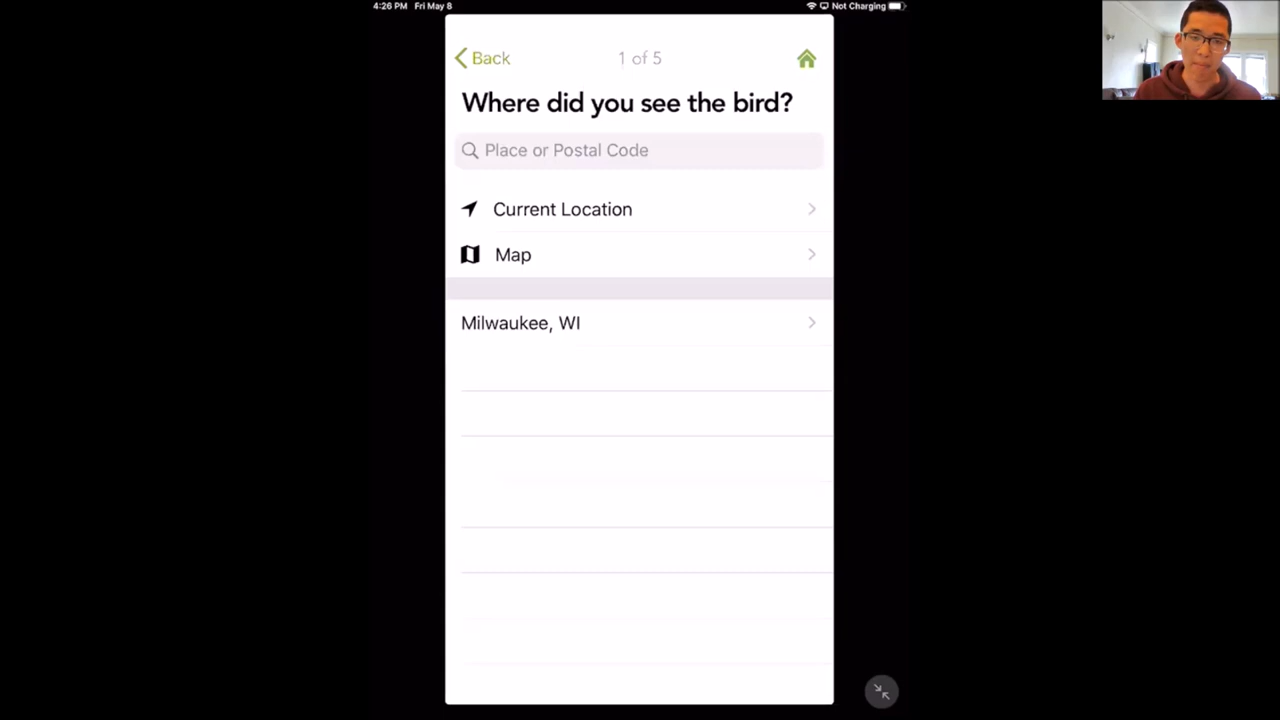 4:26 PM Fri May 8
Not Charging
Back
1 of 5
Where did you see the bird?
Place or Postal Code
Current Location
Map
Milwaukee, WI